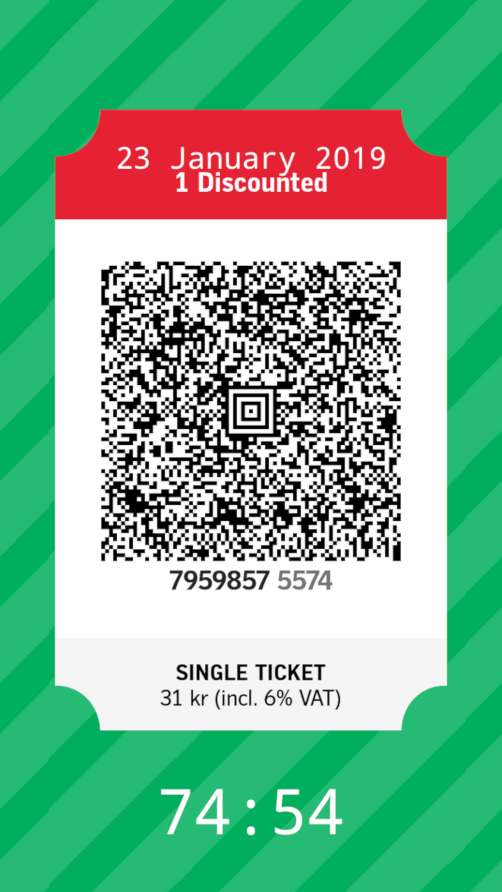 23 January 2019
1 Discounted
7959857 5574
SINGLE TICKET
31 kr (incl. 6% VAT)
74:54